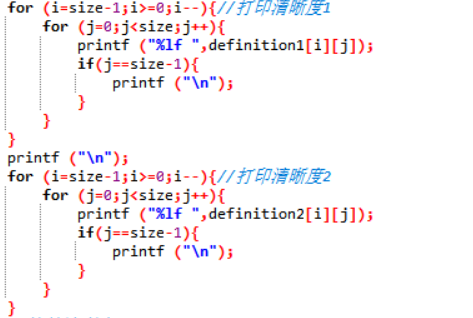 for (i=size-1;i>=0;i--){//打印清晰度1
for (j=0;j<size;j++){
printf ("%lf ",definition1[i][j]);
if(j==size-1){
printf ("\n");
}
}
}
printf ("\n");
for (i=size-1;i>=0;i--){//打印清晰度2
for (j=0;j<size;j++){
printf ("%lf ",definition2[i][j]);
if(j==size-1){
printf ("\n");
}
}
}